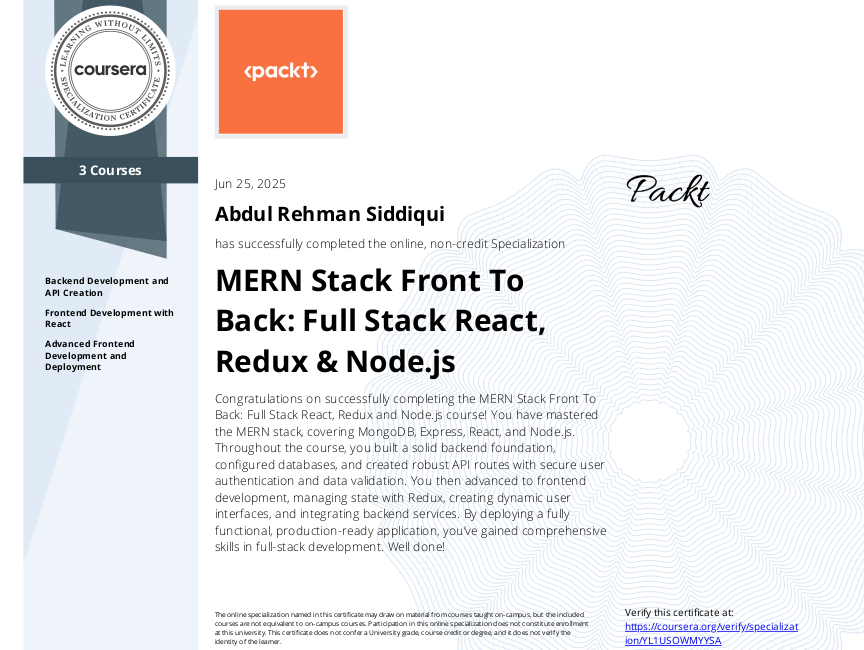 LEARNING WITHOUT LIMITS
coursera
SPECIALIZATION CERTIFICATE
3 Courses
Backend Development and
API Creation
Frontend Development with
React
Advanced Frontend
Development and
Deployment
‹packt›
Jun 25, 2025
Abdul Rehman Siddiqui
has successfully completed the online, non-credit Specialization
MERN Stack Front To
Back: Full Stack React,
Redux & Node.js
Congratulations on successfully completing the MERN Stack Front To
Back: Full Stack React, Redux and Node.js course! You have mastered
the MERN stack, covering MongoDB, Express, React, and Node.js.
Throughout the course, you built a solid backend foundation,
configured databases, and created robust API routes with secure user
authentication and data validation. You then advanced to frontend
development, managing state with Redux, creating dynamic user
interfaces, and integrating backend services. By deploying a fully
functional, production-ready application, you've gained comprehensive
skills in full-stack development. Well done!
Packt
The online specialization named in this certificate may draw on material from courses taught on-campus, but the included
courses are not equivalent to on-campus courses. Participation in this online specialization does not constitute enrollment
at this university. This certificate does not confer a University grade, course credit or degree, and it does not verify the
identity of the learner.
Verify this certificate at:
https://coursera.org/verify/specializat
ion/YL1USOWMYYSA